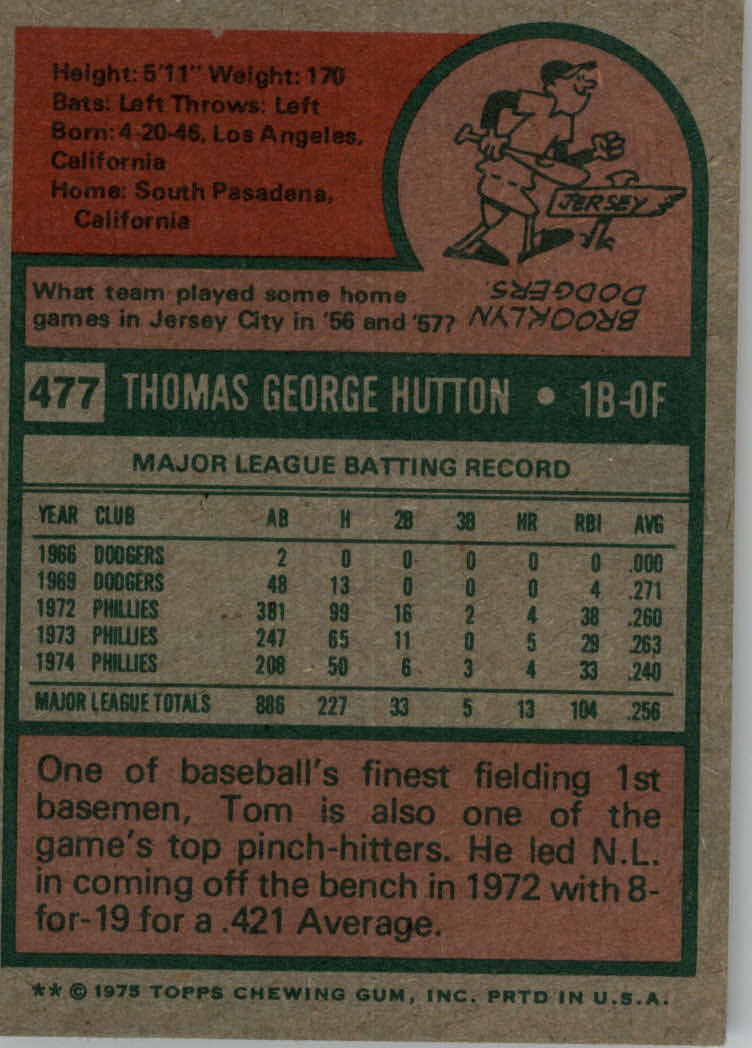 Height: 5'11" Weight: 170
Bats: Left Throws: Left
Born: 4-20-46, Los Angeles,
California
Home: South Pasadena,
California
JERSEY
What team played some home
games in Jersey City in '56 and '57?
BROOKLYN
DODGERS.
477 THOMAS GEORGE HUTTON • 1B-OF
MAJOR LEAGUE BATTING RECORD
YEAR CLUB AB H 2B 3B HR RBI AVG
1966 DODGERS 2 0 0 0 0 0 .000
1969 DODGERS 48 13 0 0 0 4 .271
1972 PHILLIES 381 99 16 2 4 38 .260
1973 PHILLIES 247 65 11 0 5 29 .263
1974 PHILLIES 208 50 6 3 4 33 .240
MAJOR LEAGUE TOTALS 886 227 33 5 13 104 .256
One of baseball's finest fielding 1st
basemen, Tom is also one of the
game's top pinch-hitters. He led N.L.
in coming off the bench in 1972 with 8-
for-19 for a .421 Average.
** © 1975 TOPPS CHEWING GUM, INC. PRTD IN U.S.A.